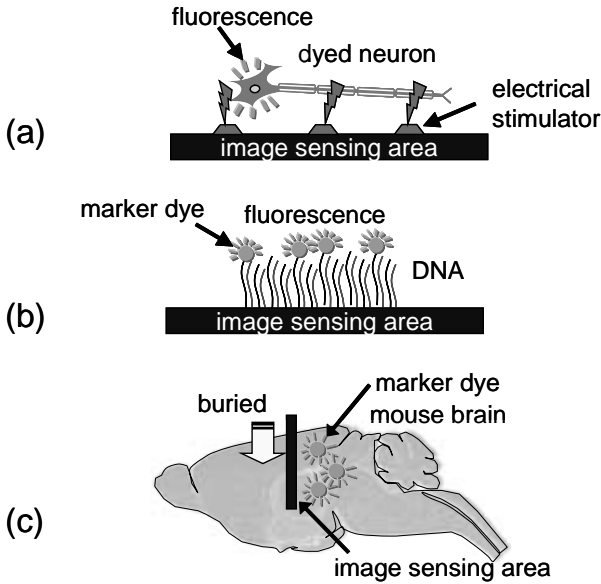 fluorescence
dyed neuron
electrical
stimulator
(a)
image sensing area
marker dye
fluorescence
DNA
(b)
image sensing area
marker dye
mouse brain
buried
(c)
image sensing area